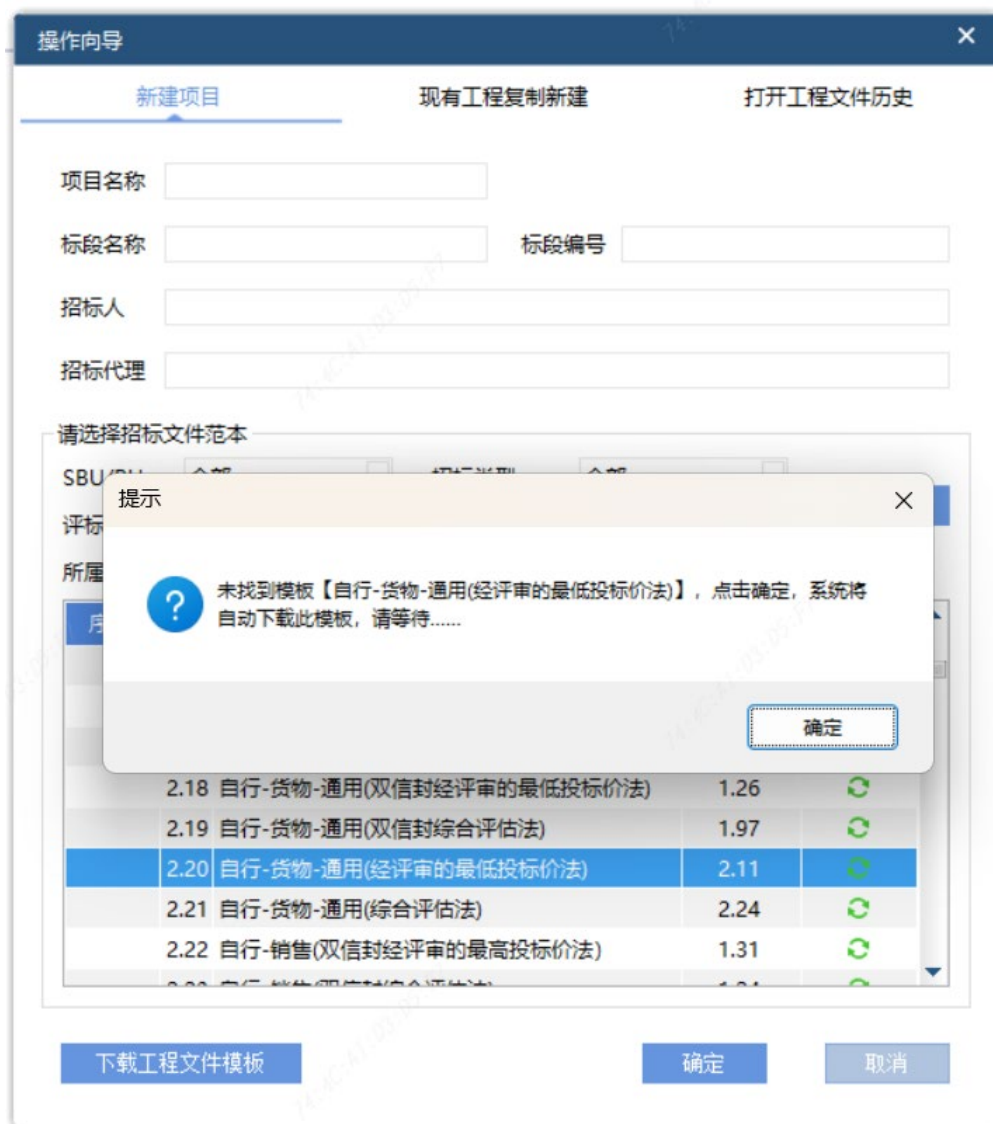 操作向导
新建项目 现有工程复制新建 打开工程文件历史
项目名称
标段名称 标段编号
招标人
招标代理
请选择招标文件范本
提示
评标
所属
未找到模板【自行-货物-通用(经评审的最低投标价法)】，点击确定，系统将
自动下载此模板，请等待......
确定
2.18 自行-货物-通用(双信封经评审的最低投标价法) 1.26
2.19 自行-货物-通用(双信封综合评估法) 1.97
2.20 自行-货物-通用(经评审的最低投标价法) 2.11
2.21 自行-货物-通用(综合评估法) 2.24
2.22 自行-销售(双信封经评审的最高投标价法) 1.31
下载工程文件模板 确定 取消